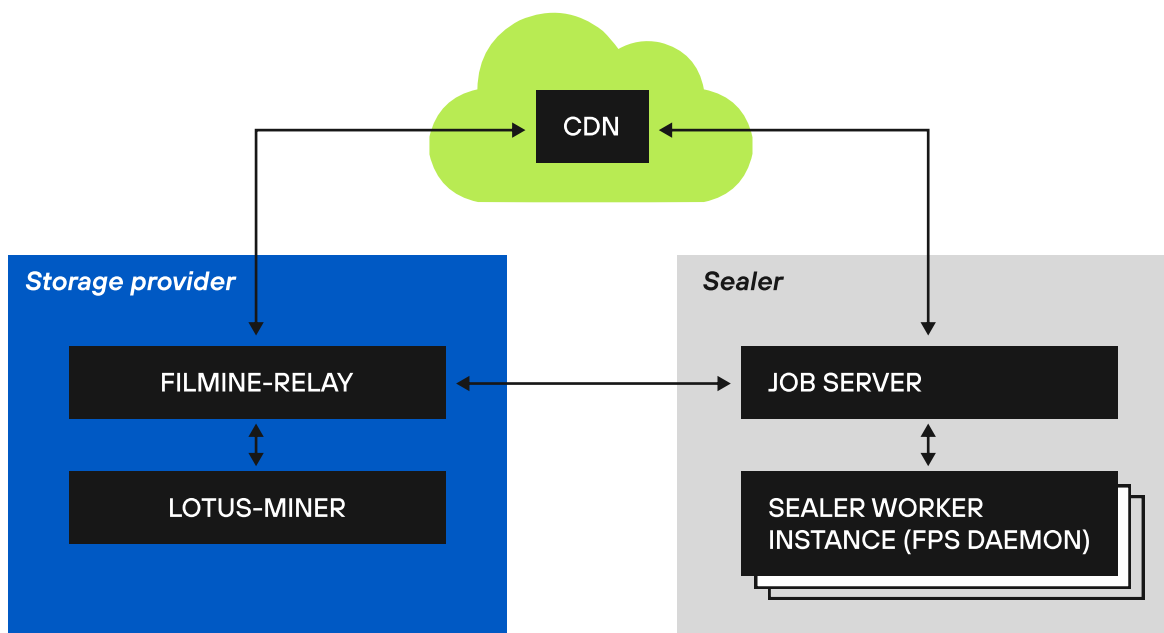 CDN
Storage provider
FILMINE-RELAY
LOTUS-MINER
Sealer
JOB SERVER
SEALER WORKER
INSTANCE (FPS DAEMON)